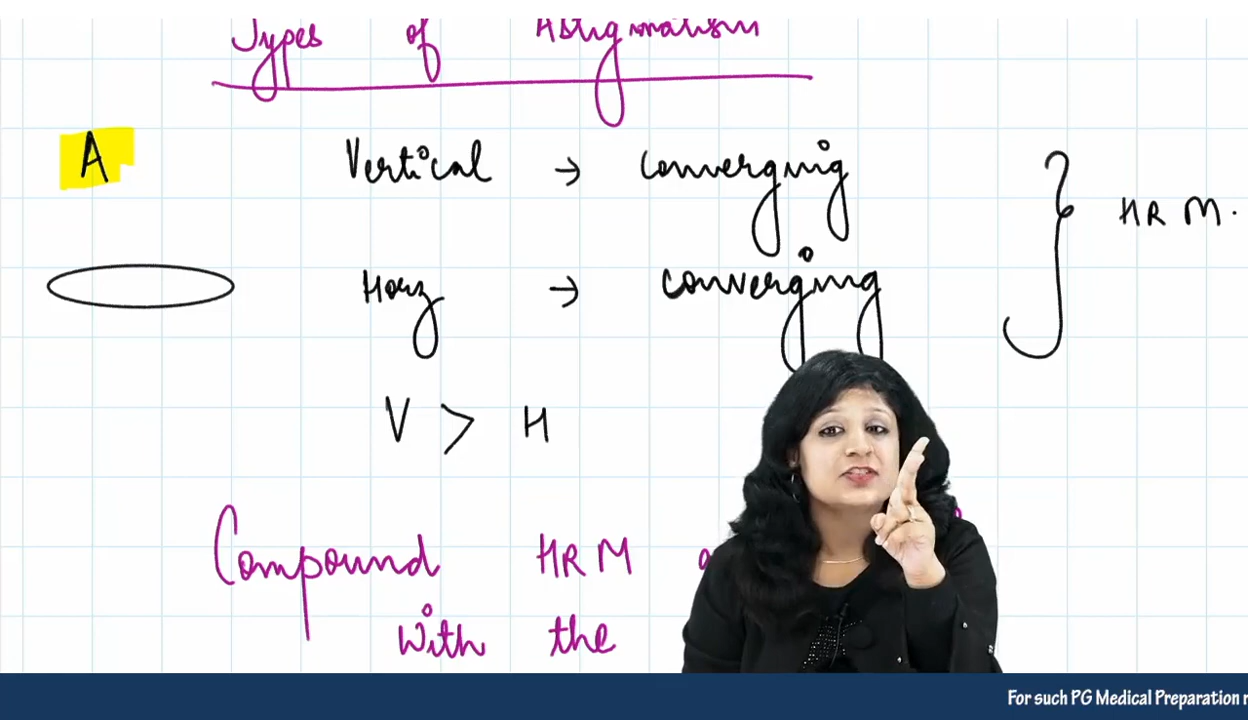 Types of Astigmatism
A
Vertical → converging
Horz → converging
} HRM.
V > H
Compound HRM
with the
For such PG Medical Preparation